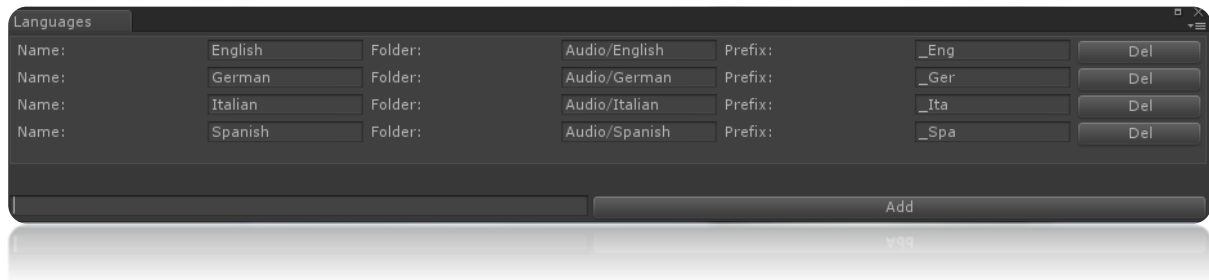 Languages
Name: English Folder: Audio/English Prefix: _Eng Del
Name: German Folder: Audio/German Prefix: _Ger Del
Name: Italian Folder: Audio/Italian Prefix: _Ita Del
Name: Spanish Folder: Audio/Spanish Prefix: _Spa Del
Add